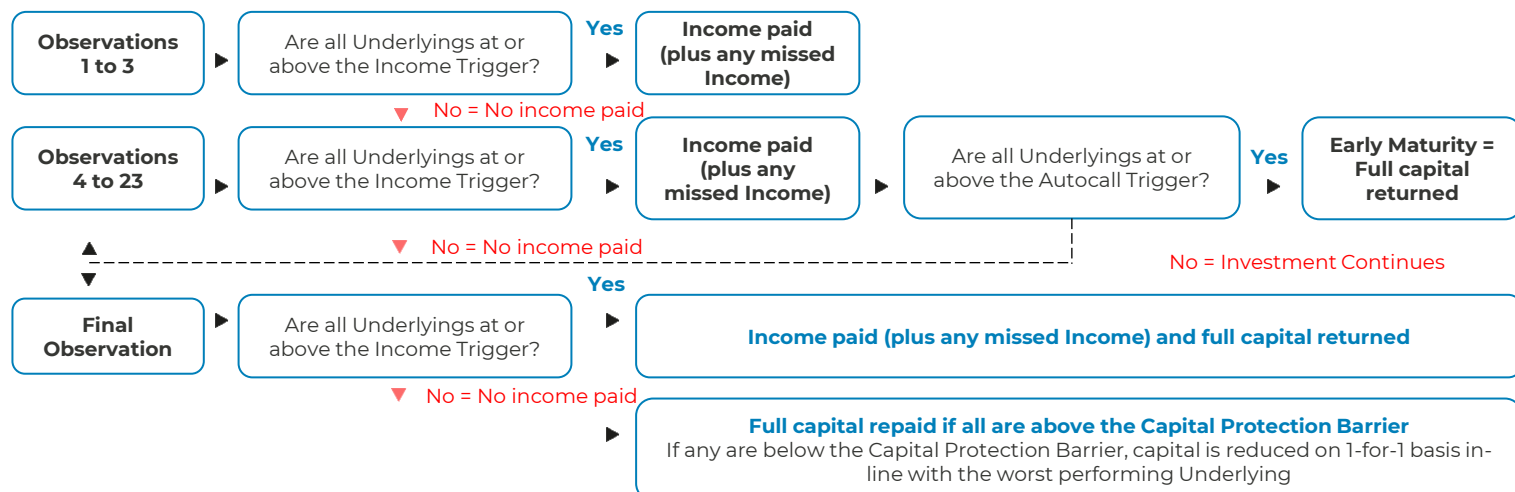 Observations
1 to 3
Are all Underlyings at or
above the Income Trigger?
Yes
Income paid
(plus any missed
Income)
No = No income paid
Observations
4 to 23
Are all Underlyings at or
above the Income Trigger?
Yes
Income paid
(plus any
missed Income)
Are all Underlyings at or
above the Autocall Trigger?
Yes
Early Maturity =
Full capital
returned
No = No income paid
No = Investment Continues
Final
Observation
Are all Underlyings at or
above the Income Trigger?
Yes
Income paid (plus any missed Income) and full capital returned
No = No income paid
Full capital repaid if all are above the Capital Protection Barrier
If any are below the Capital Protection Barrier, capital is reduced on 1-for-1 basis in-
line with the worst performing Underlying